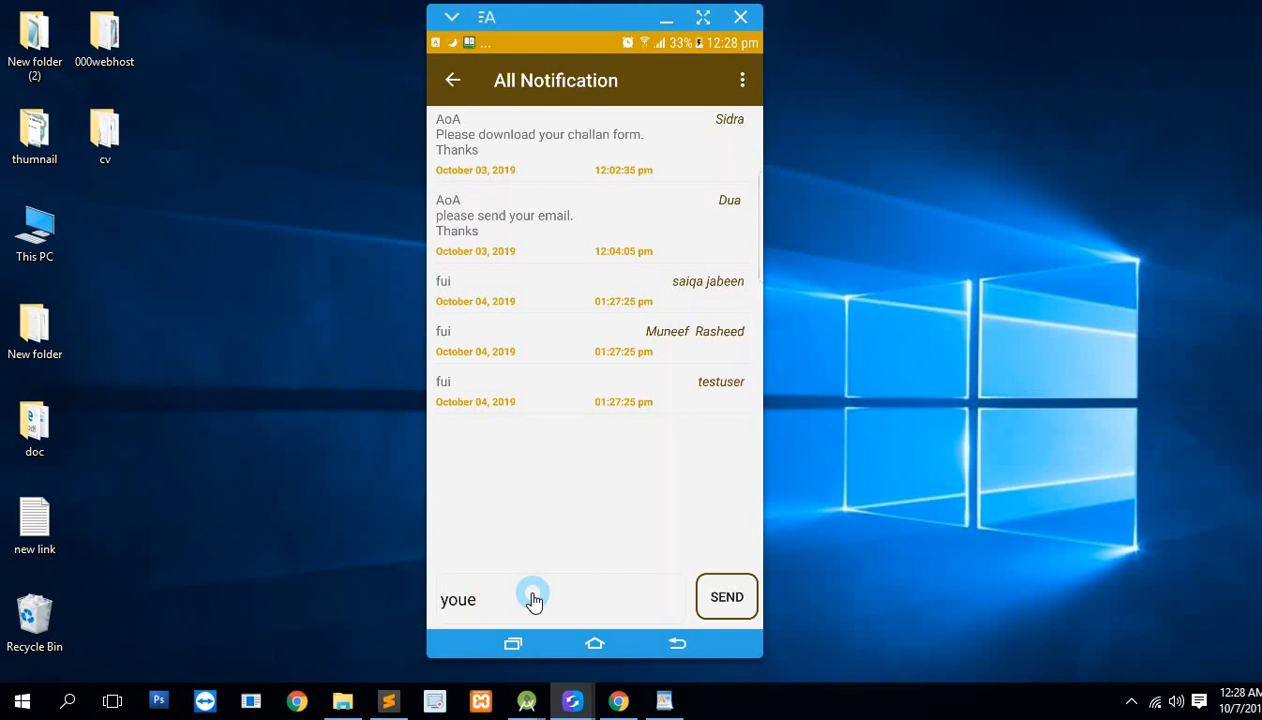 New folder
(2)
000webhost
thumnail
cv
This PC
New folder
doc
new link
Recycle Bin
A
... 33% 12:28 pm
All Notification
AoA Sidra
Please download your challan form.
Thanks
October 03, 2019 12:02:35 pm
AoA Dua
please send your email.
Thanks
October 03, 2019 12:04:05 pm
fui saiqa jabeen
October 04, 2019 01:27:25 pm
fui Muneef Rasheed
October 04, 2019 01:27:25 pm
fui testuser
October 04, 2019 01:27:25 pm
youe SEND
Ps
12:28 AM
10/7/201